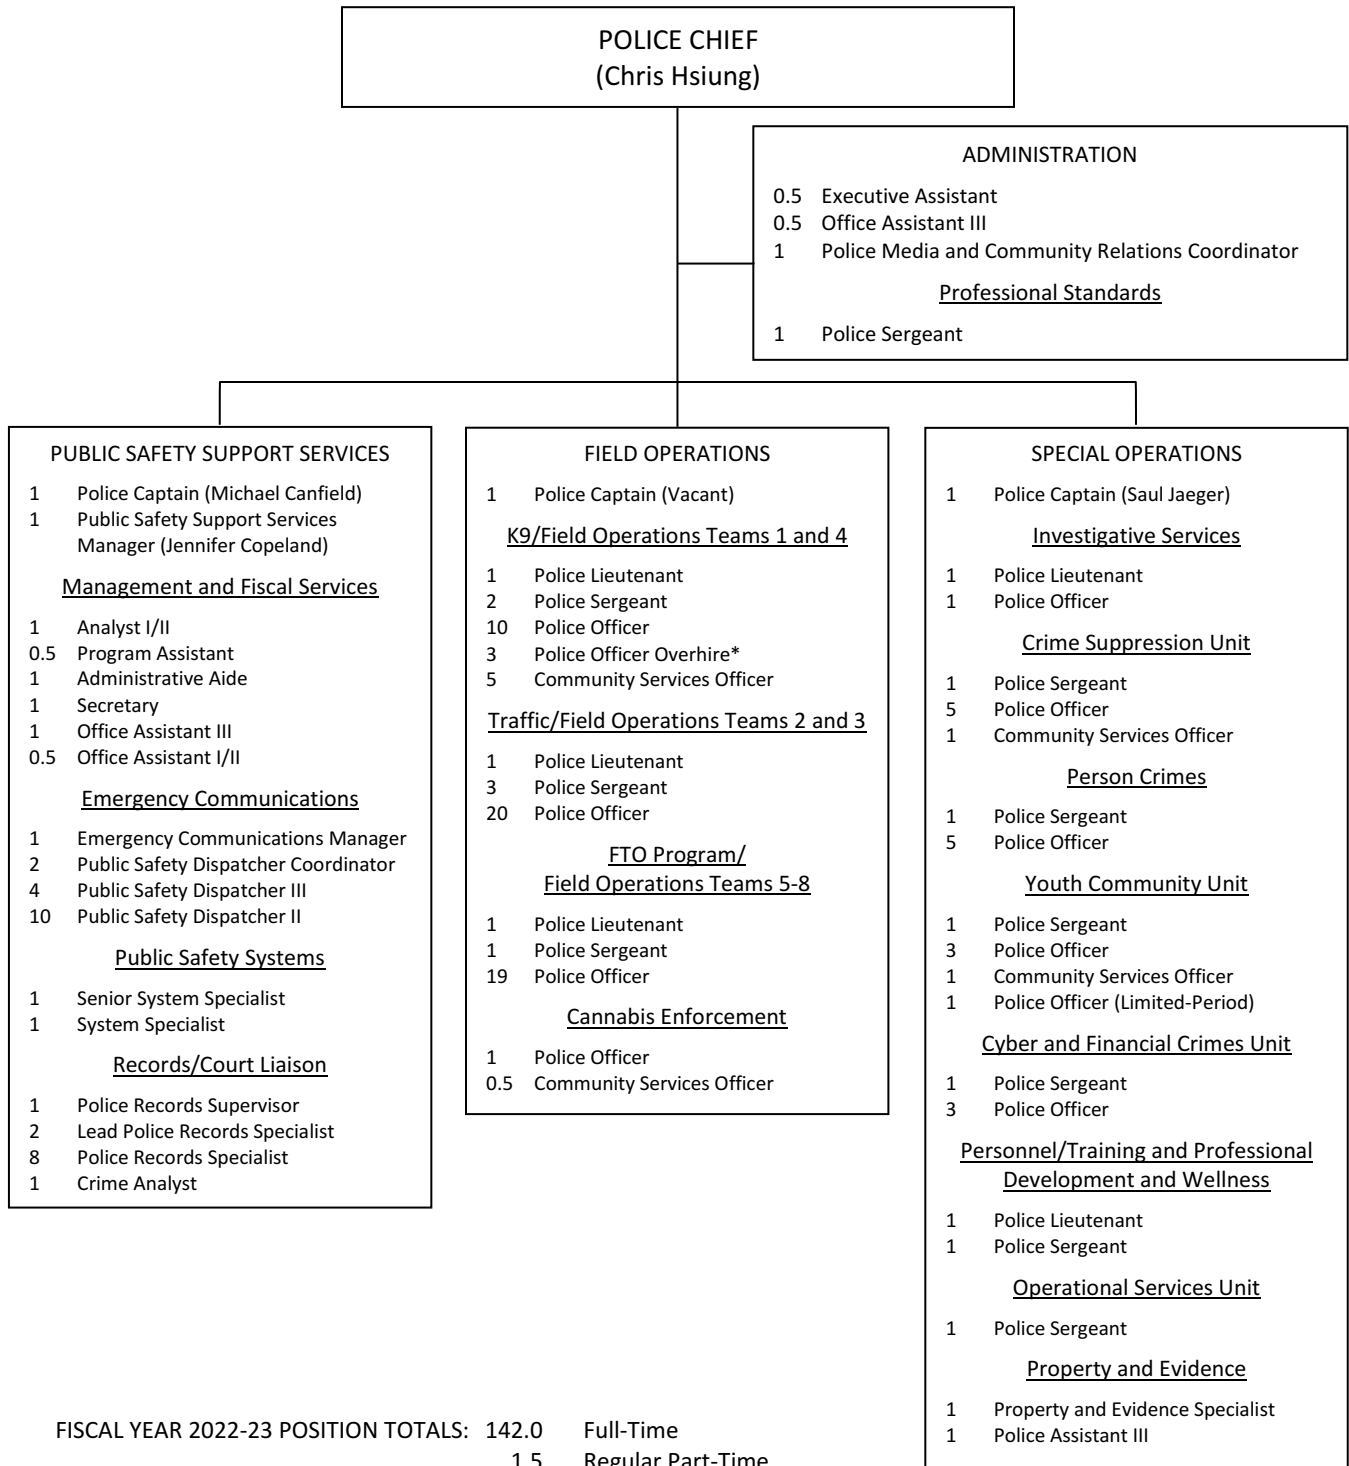 POLICE CHIEF
(Chris Hsiung)
ADMINISTRATION
0.5 Executive Assistant
0.5 Office Assistant III
1 Police Media and Community Relations Coordinator
Professional Standards
1 Police Sergeant
PUBLIC SAFETY SUPPORT SERVICES
1 Police Captain (Michael Canfield)
1 Public Safety Support Services
Manager (Jennifer Copeland)
Management and Fiscal Services
1 Analyst I/II
0.5 Program Assistant
1 Administrative Aide
1 Secretary
1 Office Assistant III
0.5 Office Assistant I/II
Emergency Communications
1 Emergency Communications Manager
2 Public Safety Dispatcher Coordinator
4 Public Safety Dispatcher III
10 Public Safety Dispatcher II
Public Safety Systems
1 Senior System Specialist
1 System Specialist
Records/Court Liaison
1 Police Records Supervisor
2 Lead Police Records Specialist
8 Police Records Specialist
1 Crime Analyst
FIELD OPERATIONS
1 Police Captain (Vacant)
K9/Field Operations Teams 1 and 4
1 Police Lieutenant
2 Police Sergeant
10 Police Officer
3 Police Officer Overhire*
5 Community Services Officer
Traffic/Field Operations Teams 2 and 3
1 Police Lieutenant
3 Police Sergeant
20 Police Officer
FTO Program/
Field Operations Teams 5-8
1 Police Lieutenant
1 Police Sergeant
19 Police Officer
Cannabis Enforcement
1 Police Officer
0.5 Community Services Officer
SPECIAL OPERATIONS
1 Police Captain (Saul Jaeger)
Investigative Services
1 Police Lieutenant
1 Police Officer
Crime Suppression Unit
1 Police Sergeant
5 Police Officer
1 Community Services Officer
Person Crimes
1 Police Sergeant
5 Police Officer
Youth Community Unit
1 Police Sergeant
3 Police Officer
1 Community Services Officer
1 Police Officer (Limited-Period)
Cyber and Financial Crimes Unit
1 Police Sergeant
3 Police Officer
Personnel/Training and Professional
Development and Wellness
1 Police Lieutenant
1 Police Sergeant
Operational Services Unit
1 Police Sergeant
Property and Evidence
1 Property and Evidence Specialist
1 Police Assistant III
FISCAL YEAR 2022-23 POSITION TOTALS: 142.0 Full-Time
1.5 Regular Part-Time